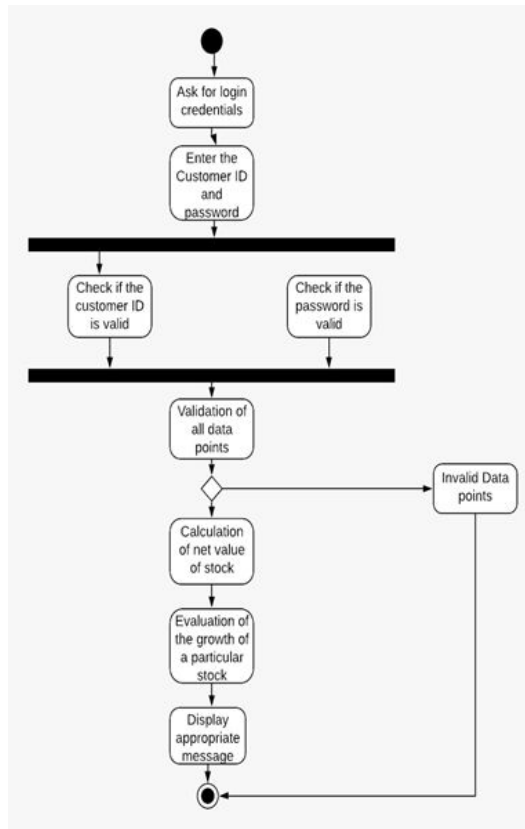 Ask for login
credentials
Enter the
Customer ID
and
password
Check if the
customer ID
is valid
Check if the
password is
valid
Validation of
all data
points
Invalid Data
points
Calculation
of net value
of stock
Evaluation of
the growth of
a particular
stock
Display
appropriate
message